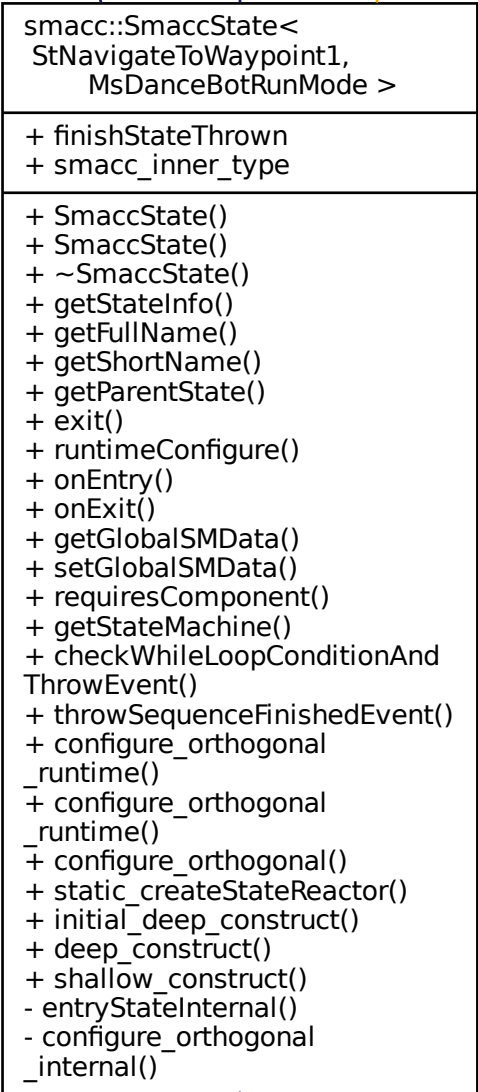 smacc::SmaccState<
StNavigateToWaypoint1,
MsDanceBotRunMode >
+ finishStateThrown
+ smacc_inner_type
+ SmaccState()
+ SmaccState()
+ ~SmaccState()
+ getStateInfo()
+ getFullName()
+ getShortName()
+ getParentState()
+ exit()
+ runtimeConfigure()
+ onEntry()
+ onExit()
+ getGlobalSMData()
+ setGlobalSMData()
+ requiresComponent()
+ getStateMachine()
+ checkWhileLoopConditionAnd
ThrowEvent()
+ throwSequenceFinishedEvent()
+ configure_orthogonal
_runtime()
+ configure_orthogonal
_runtime()
+ configure_orthogonal()
+ static_createStateReactor()
+ initial_deep_construct()
+ deep_construct()
+ shallow_construct()
- entryStateInternal()
- configure_orthogonal
_internal()